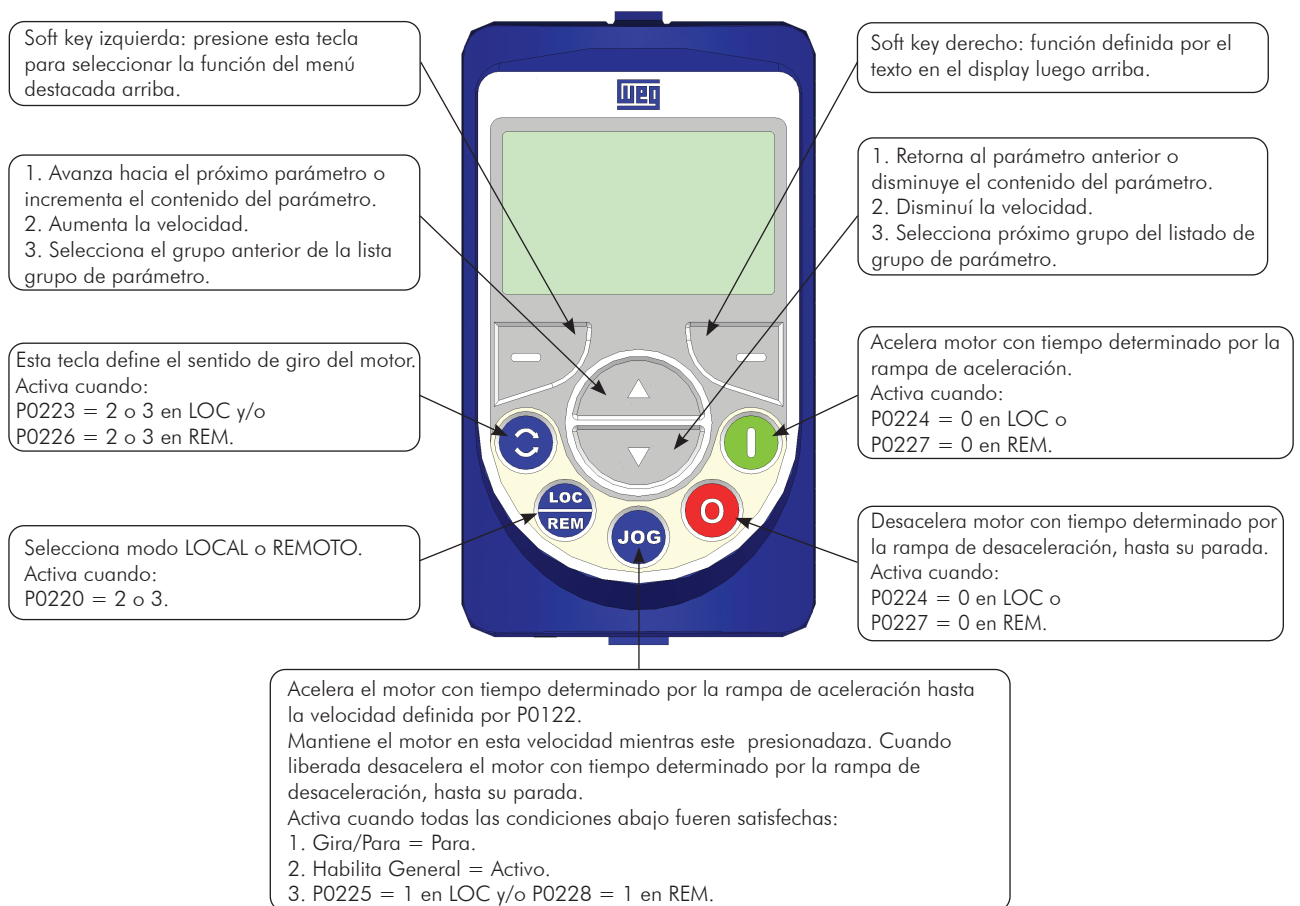 Soft key izquierda: presione esta tecla
para seleccionar la función del menú
destacada arriba.
Soft key derecho: función definida por el
texto en el display luego arriba.
weg
1. Avanza hacia el próximo parámetro o
incrementa el contenido del parámetro.
2. Aumenta la velocidad.
3. Selecciona el grupo anterior de la lista
grupo de parámetro.
1. Retorna al parámetro anterior o
disminuye el contenido del parámetro.
2. Disminuí la velocidad.
3. Selecciona próximo grupo del listado de
grupo de parámetro.
Esta tecla define el sentido de giro del motor.
Activa cuando:
P0223 = 2 o 3 en LOC y/o
P0226 = 2 o 3 en REM.
Acelera motor con tiempo determinado por la
rampa de aceleración.
Activa cuando:
P0224 = 0 en LOC o
P0227 = 0 en REM.
LOC
REM
JOG
Selecciona modo LOCAL o REMOTO.
Activa cuando:
P0220 = 2 o 3.
Desacelera motor con tiempo determinado por
la rampa de desaceleración, hasta su parada.
Activa cuando:
P0224 = 0 en LOC o
P0227 = 0 en REM.
Acelera el motor con tiempo determinado por la rampa de aceleración hasta
la velocidad definida por P0122.
Mantiene el motor en esta velocidad mientras este  presionadaza. Cuando
liberada desacelera el motor con tiempo determinado por la rampa de
desaceleración, hasta su parada.
Activa cuando todas las condiciones abajo fueren satisfechas:
1. Gira/Para = Para.
2. Habilita General = Activo.
3. P0225 = 1 en LOC y/o P0228 = 1 en REM.